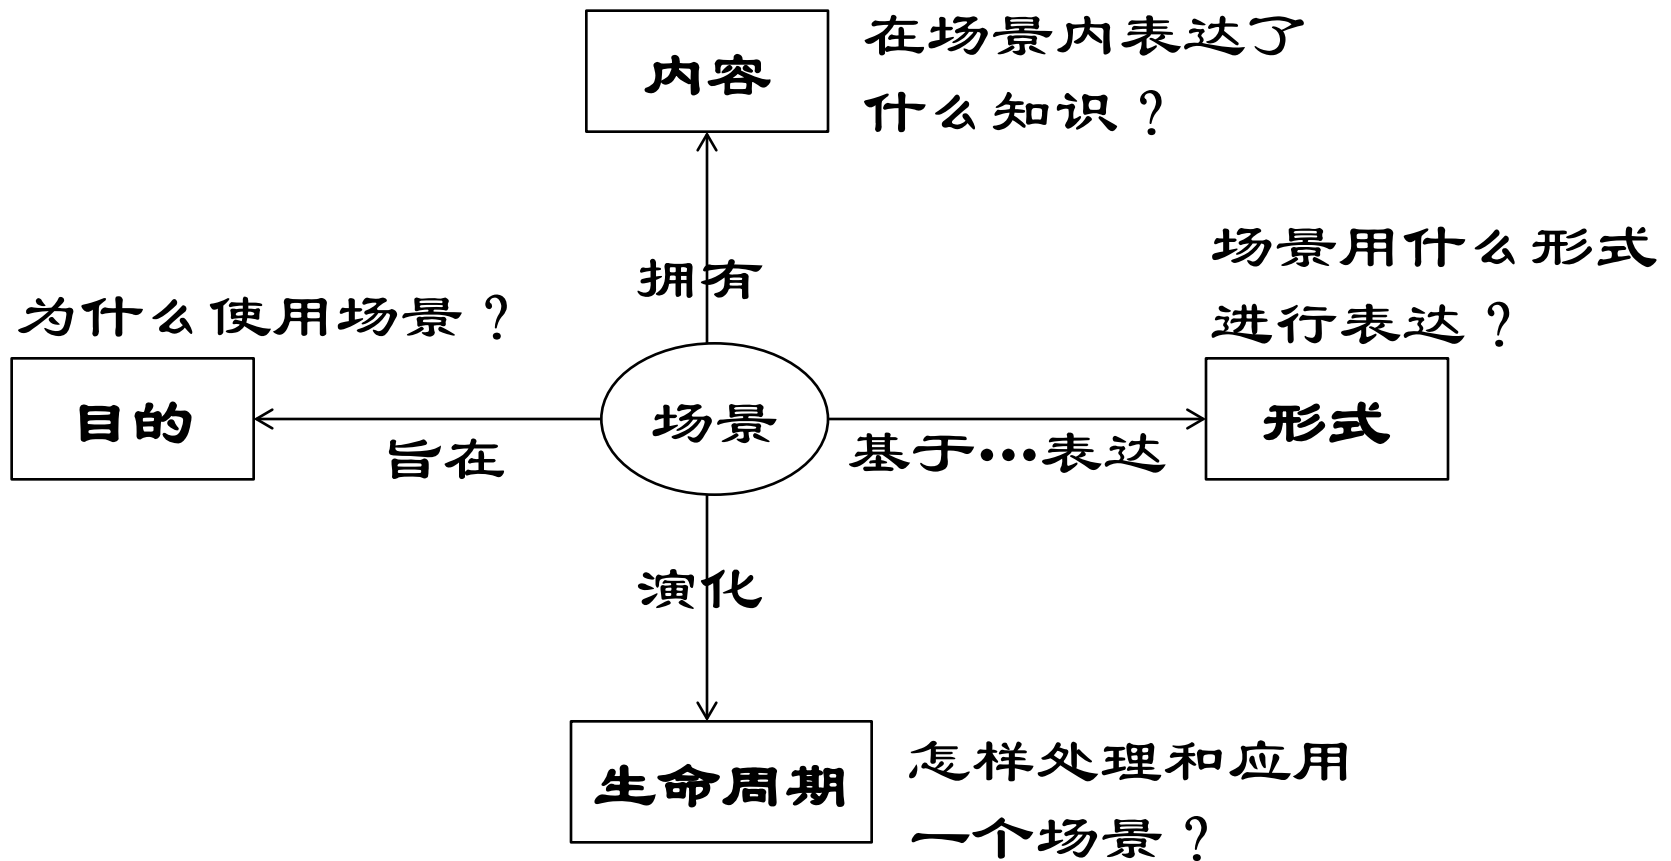 内容
在场景内表达了
什么知识？
拥有
为什么使用场景？
场景用什么形式
进行表达？
目的
旨在
场景
基于…表达
形式
演化
生命周期
怎样处理和应用
一个场景？